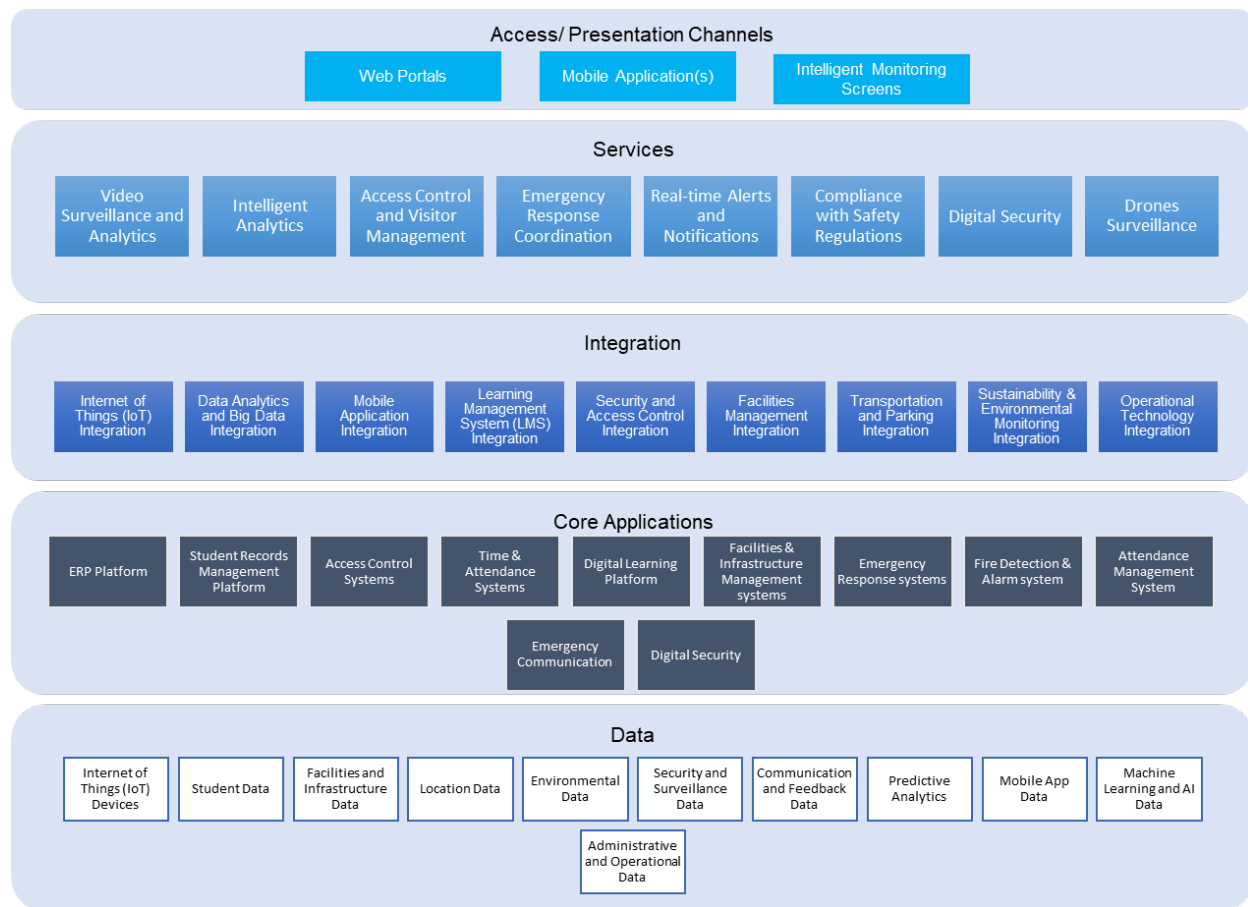 Access/ Presentation Channels
Web Portals
Mobile Application(s)
Intelligent Monitoring
Screens
Services
Video
Surveillance and
Analytics
Intelligent
Analytics
Access Control
and Visitor
Management
Emergency
Response
Coordination
Real-time Alerts
and
Notifications
Compliance
with Safety
Regulations
Digital Security
Drones
Surveillance
Integration
Internet of
Things (IoT)
Integration
Data Analytics
and Big Data
Integration
Mobile
Application
Integration
Learning
Management
System (LMS)
Integration
Security and
Access Control
Integration
Facilities
Management
Integration
Transportation
and Parking
Integration
Sustainability &
Environmental
Monitoring
Integration
Operational
Technology
Integration
Core Applications
ERP Platform
Student Records
Management
Platform
Access Control
Systems
Time &
Attendance
Systems
Digital Learning
Platform
Facilities &
Infrastructure
Management
systems
Emergency
Response systems
Fire Detection &
Alarm system
Attendance
Management
System
Emergency
Communication
Digital Security
Data
Internet of
Things (IoT)
Devices
Student Data
Facilities and
Infrastructure
Data
Location Data
Environmental
Data
Security and
Surveillance
Data
Communication
and Feedback
Data
Predictive
Analytics
Mobile App
Data
Machine
Learning and AI
Data
Administrative
and Operational
Data